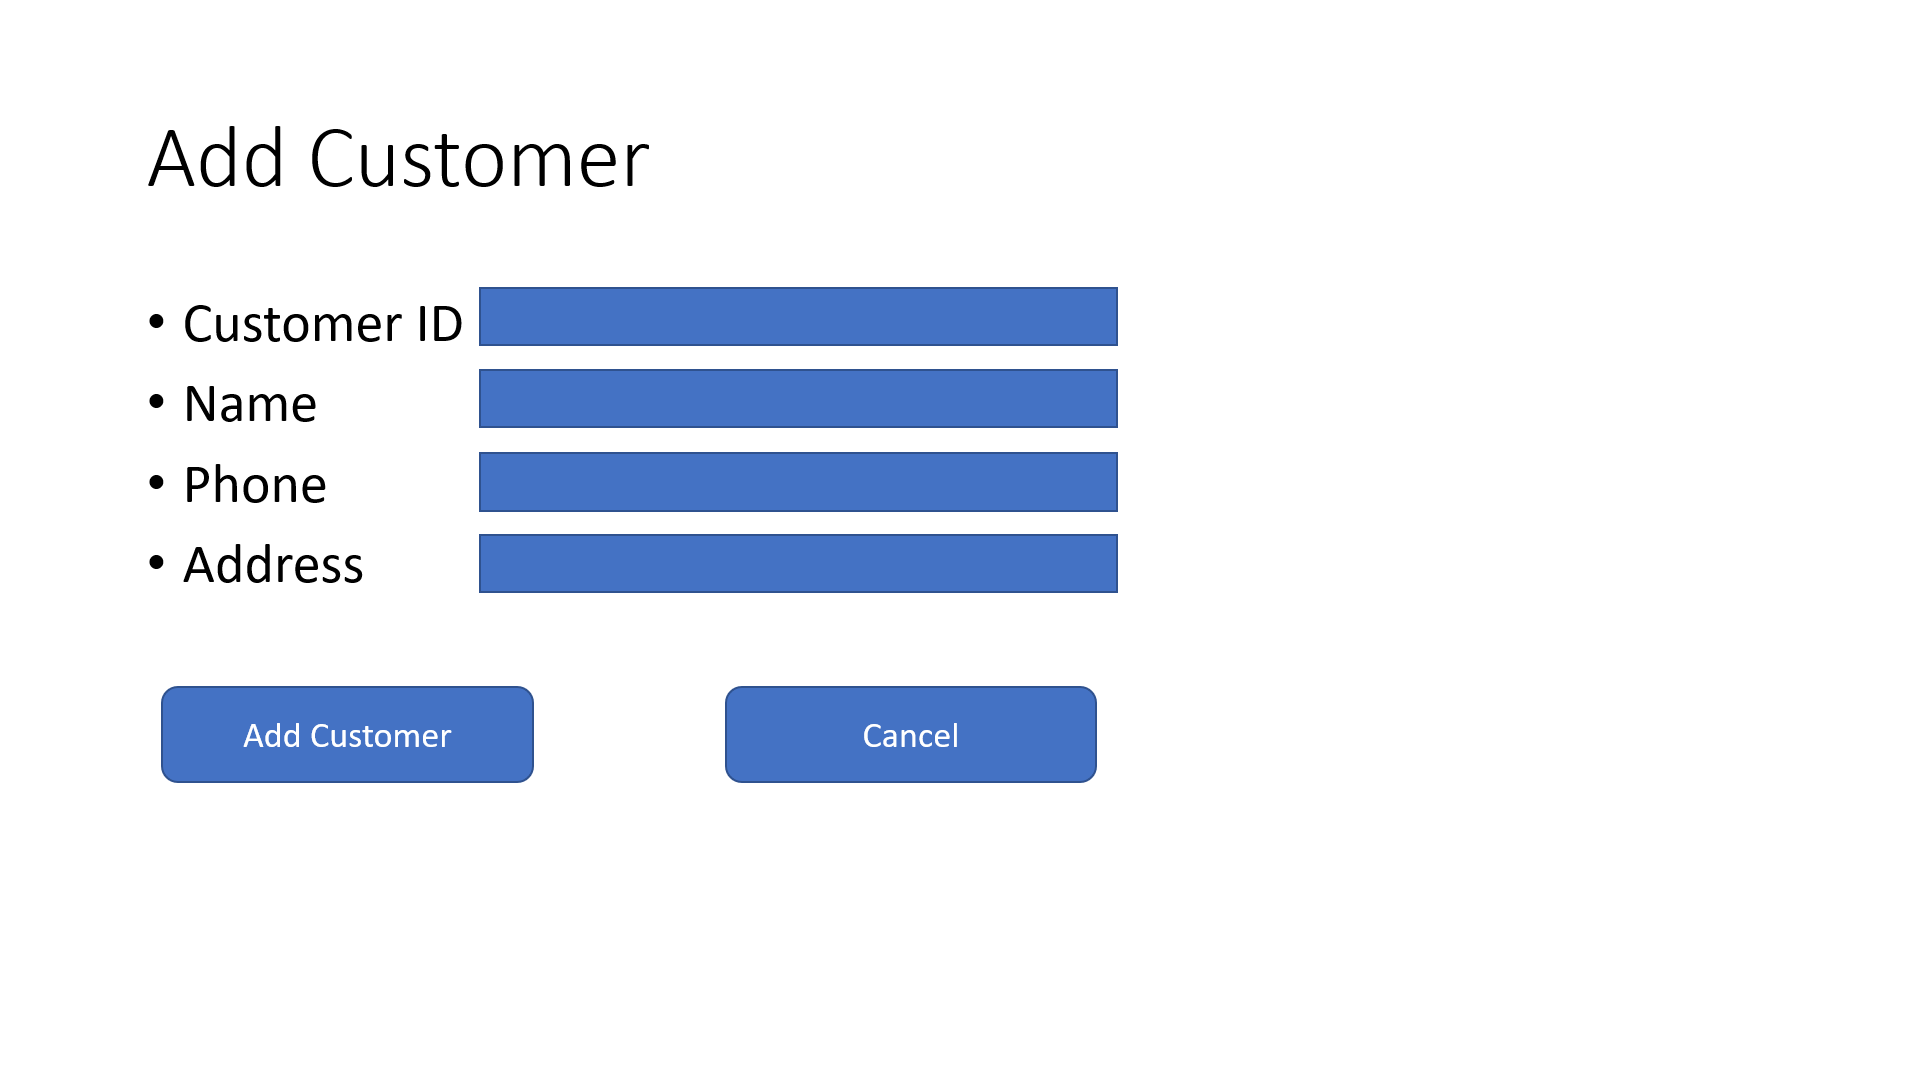 Add Customer
• Customer ID
• Name
• Phone
• Address
Add Customer
Cancel